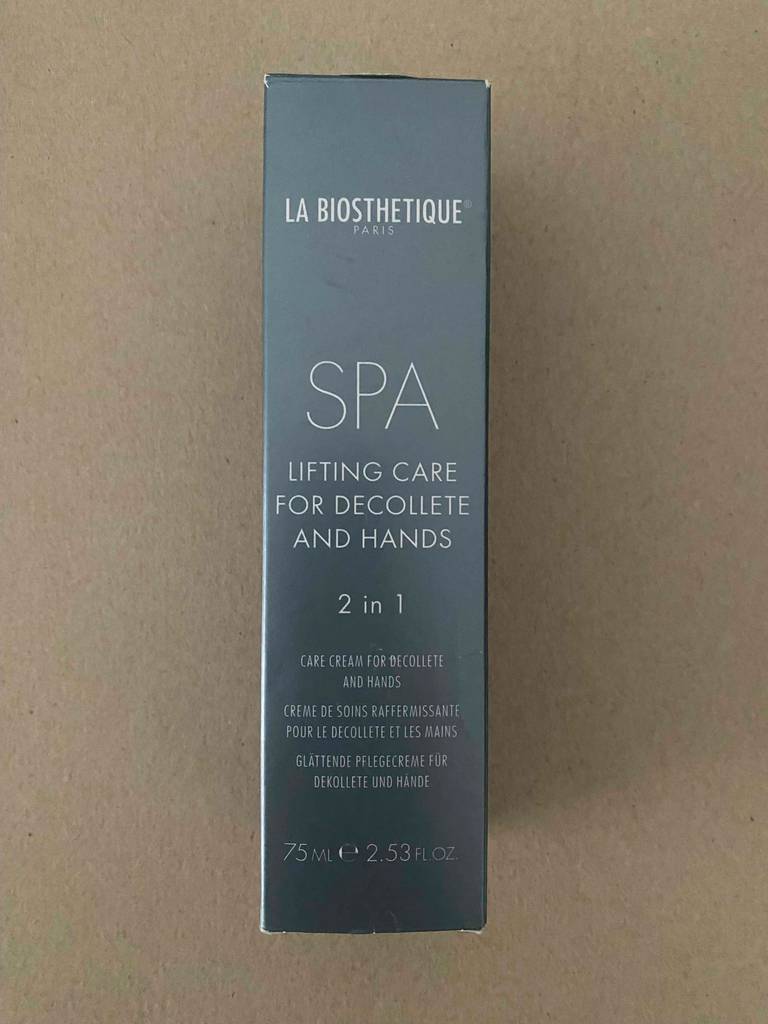 LA BIOSTHETIQUE®
PARIS
SPA
LIFTING CARE
FOR DECOLLETE
AND HANDS
2 in 1
CARE CREAM FOR DECOLLETE
AND HANDS
CREME DE SOINS RAFFERMISSANTE
POUR LE DECOLLETE ET LES MAINS
GLÄTTENDE PFLEGECREME FÜR
DEKOLLETE UND HÄNDE
75 ML ℮ 2.53 FL.OZ.